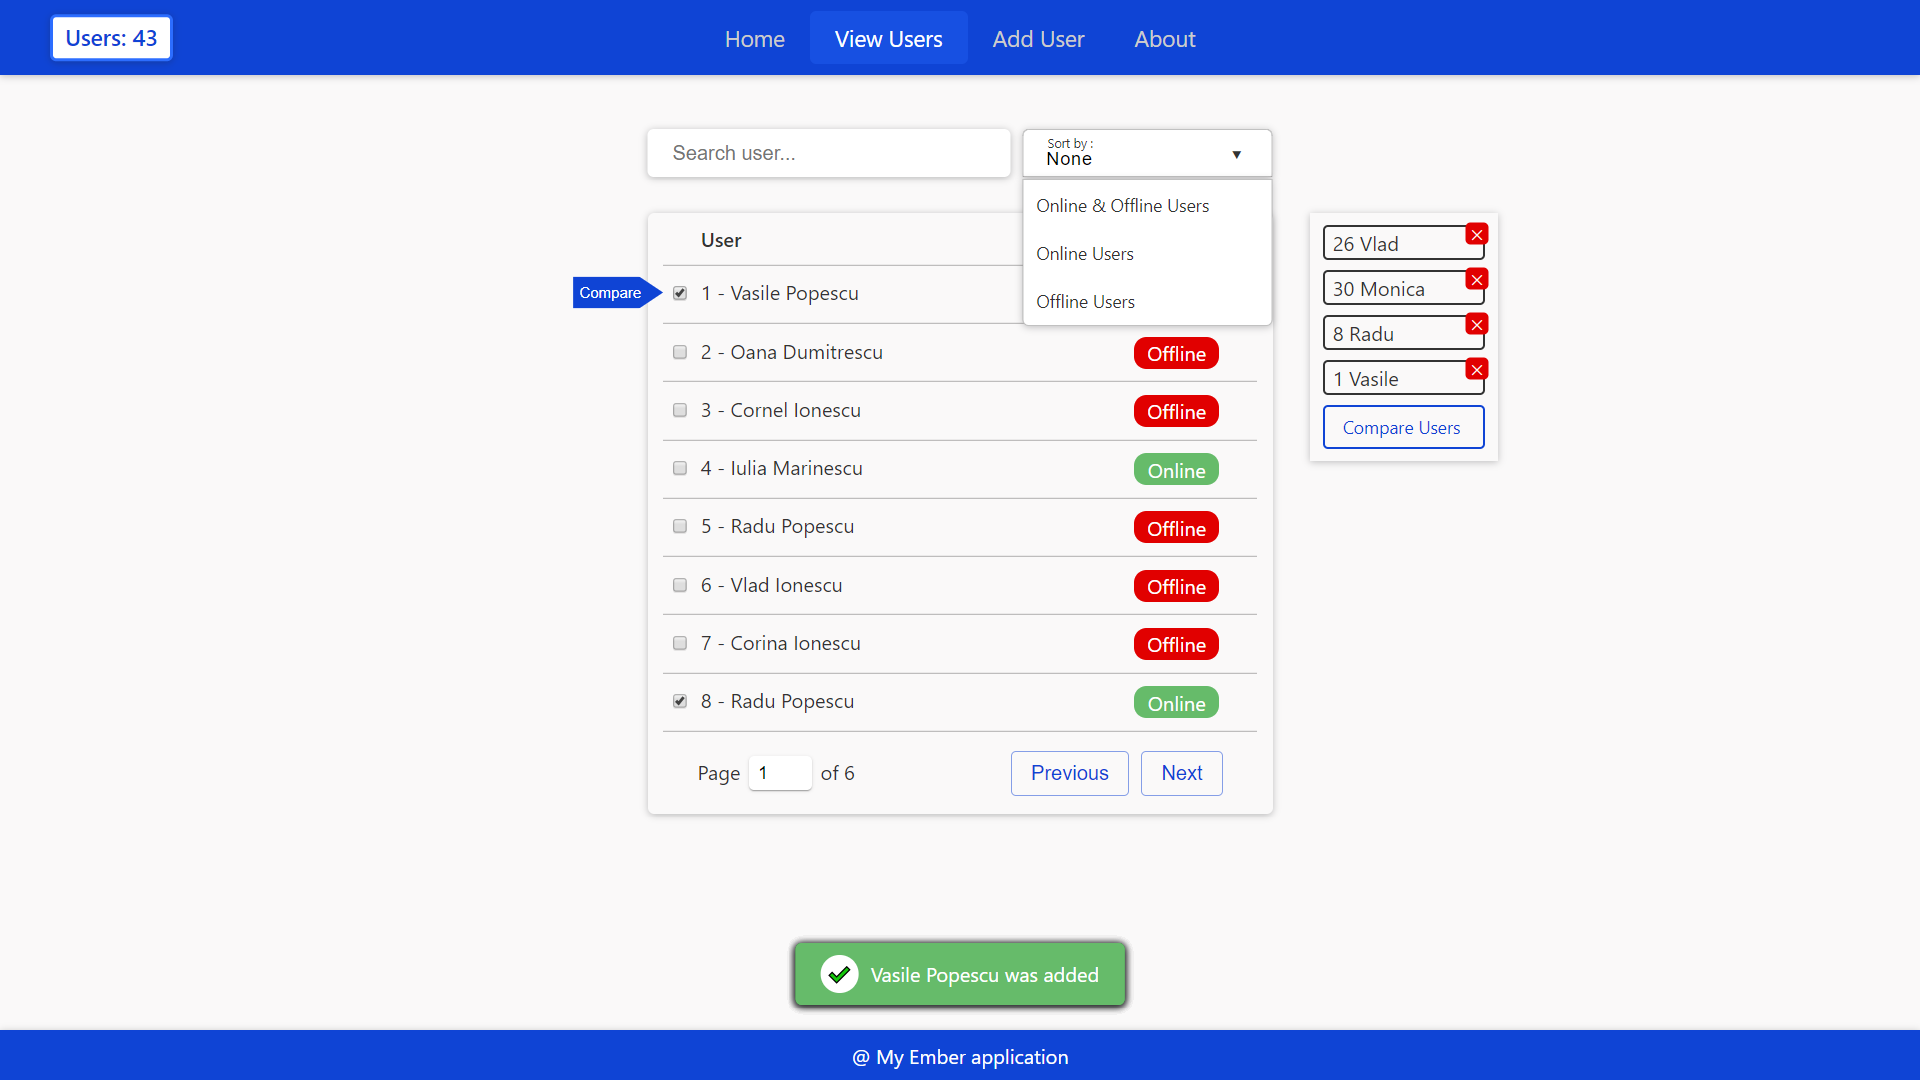 Users: 43
Home
View Users
Add User
About
Search user...
Sort by :
None
Online & Offline Users
Online Users
Offline Users
User
Compare
1 - Vasile Popescu
2 - Oana Dumitrescu
Offline
3 - Cornel Ionescu
Offline
4 - Iulia Marinescu
Online
5 - Radu Popescu
Offline
6 - Vlad Ionescu
Offline
7 - Corina Ionescu
Offline
8 - Radu Popescu
Online
Page 1 of 6
Previous
Next
26 Vlad
30 Monica
8 Radu
1 Vasile
Compare Users
Vasile Popescu was added
@ My Ember application